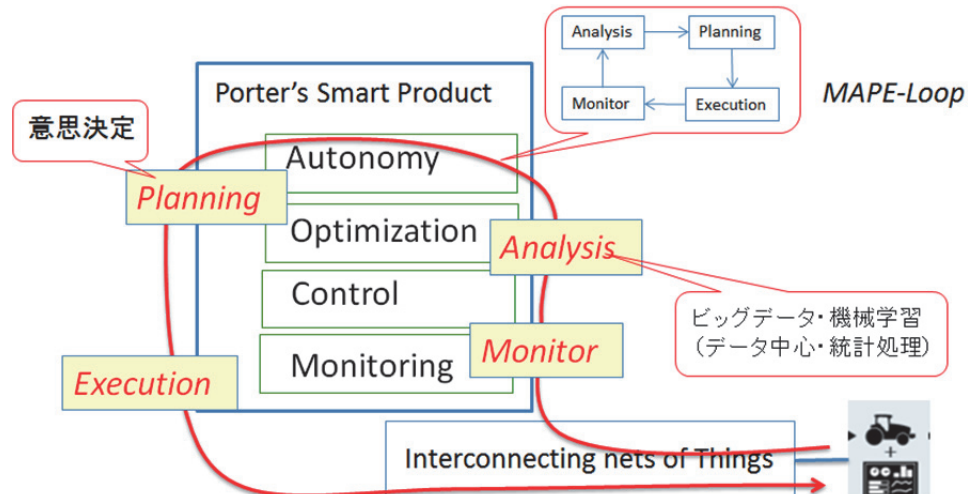 Analysis
Planning
Monitor
Execution
MAPE-Loop
Porter's Smart Product
意思決定
Autonomy
Planning
Optimization
Analysis
Control
ビッグデータ・機械学習
（データ中心・統計処理）
Monitor
Monitoring
Execution
Interconnecting nets of Things
+